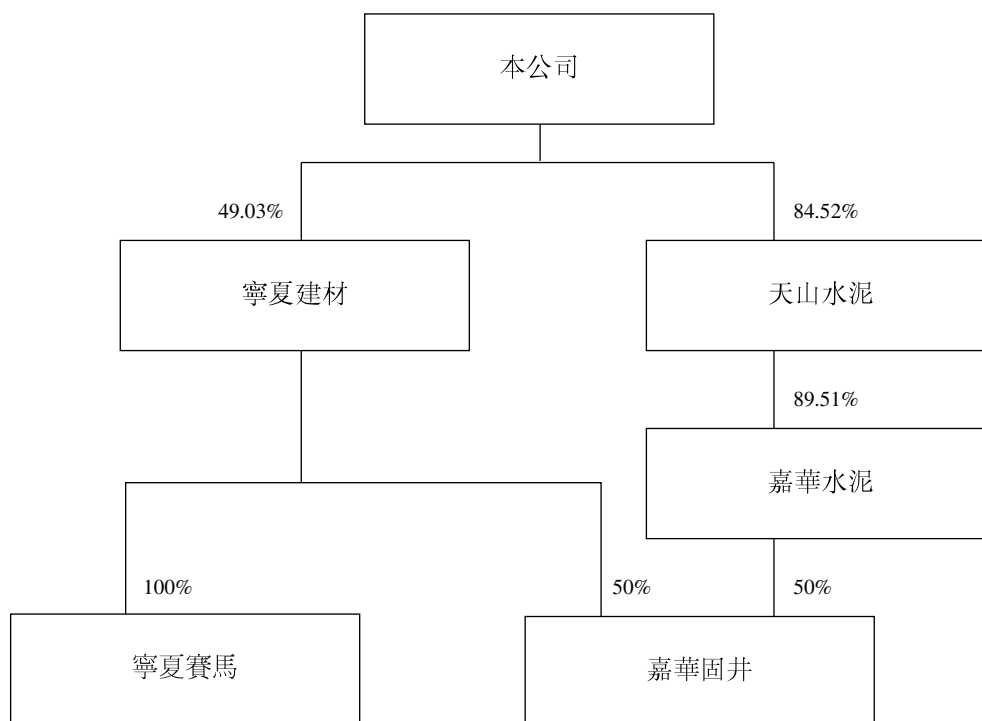 本公司
49.03%
84.52%
寧夏建材
天山水泥
89.51%
嘉華水泥
100%
50%
50%
寧夏賽馬
嘉華固井